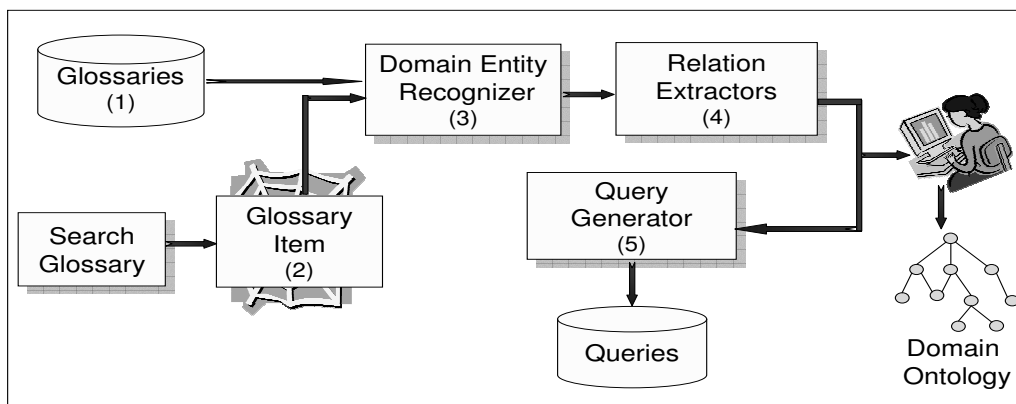 Glossaries
(1)
Domain Entity
Recognizer
(3)
Relation
Extractors
(4)
Search
Glossary
Glossary
Item
(2)
Query
Generator
(5)
Queries
Domain
Ontology